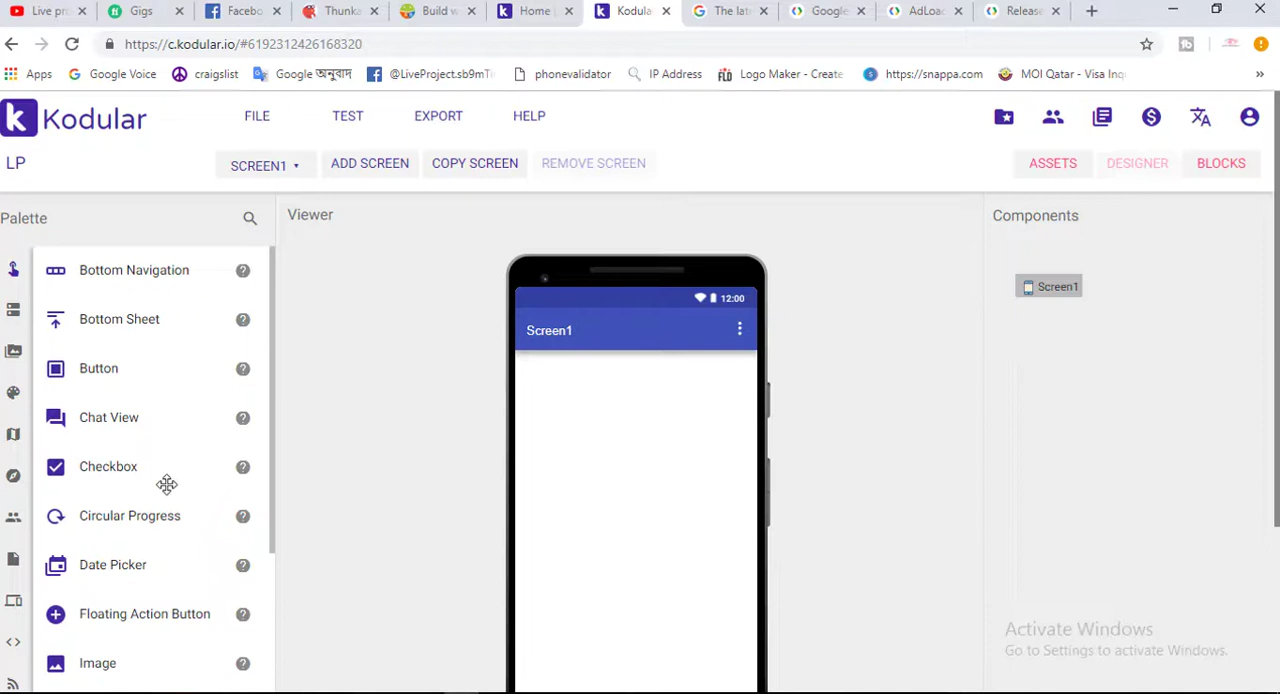 Live pro
Gigs
Facebo
Thunka
Build w
Home |
Kodula
The lat
Google
AdLoa
Release
https://c.kodular.io/#6192312426168320
Apps
Google Voice
craigslist
Google অনুবাদ
@LiveProject.sb9mTi
phonevalidator
IP Address
Logo Maker - Create
https://snappa.com
MOI Qatar - Visa Inq
»
Kodular
FILE
TEST
EXPORT
HELP
LP
SCREEN1
ADD SCREEN
COPY SCREEN
REMOVE SCREEN
ASSETS
DESIGNER
BLOCKS
Palette
Viewer
Components
Bottom Navigation
Bottom Sheet
Button
Chat View
Checkbox
Circular Progress
Date Picker
Floating Action Button
Image
12:00
Screen1
Screen1
Activate Windows
Go to Settings to activate Windows.